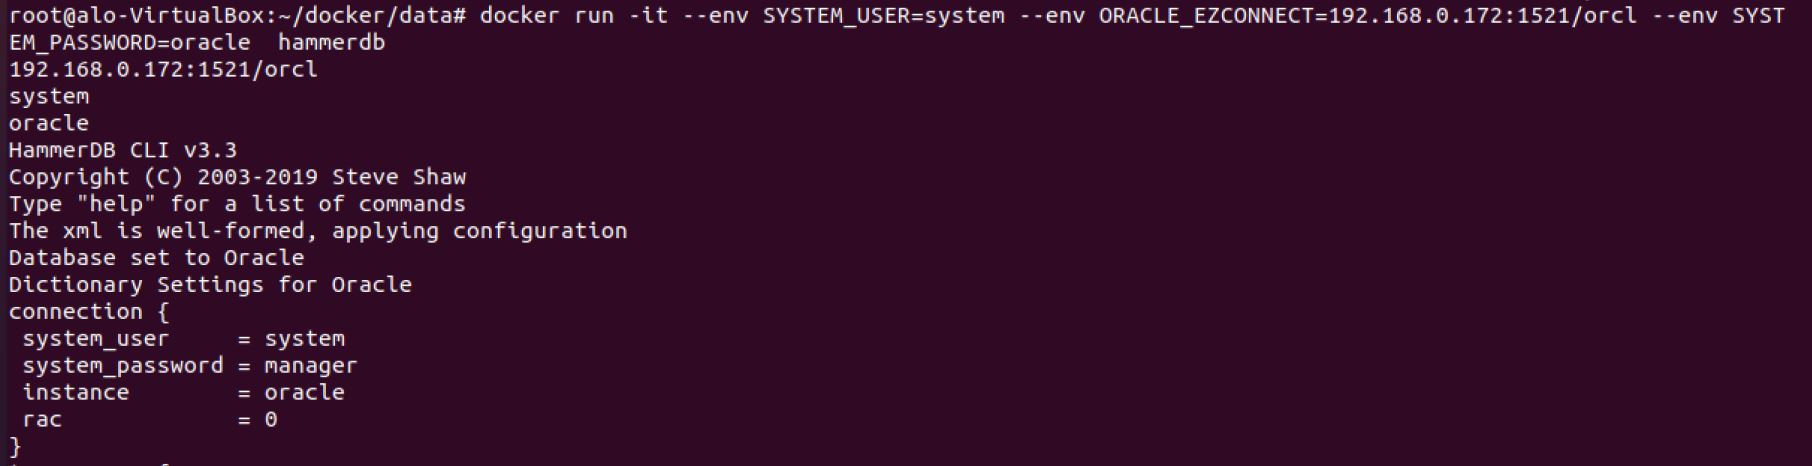 root@alo-VirtualBox:~/docker/data# docker run -it --env SYSTEM_USER=system --env ORACLE_EZCONNECT=192.168.0.172:1521/orcl --env SYST
EM_PASSWORD=oracle  hammerdb
192.168.0.172:1521/orcl
system
oracle
HammerDB CLI v3.3
Copyright (C) 2003-2019 Steve Shaw
Type "help" for a list of commands
The xml is well-formed, applying configuration
Database set to Oracle
Dictionary Settings for Oracle
connection {
 system_user     = system
 system_password = manager
 instance        = oracle
 rac             = 0
}